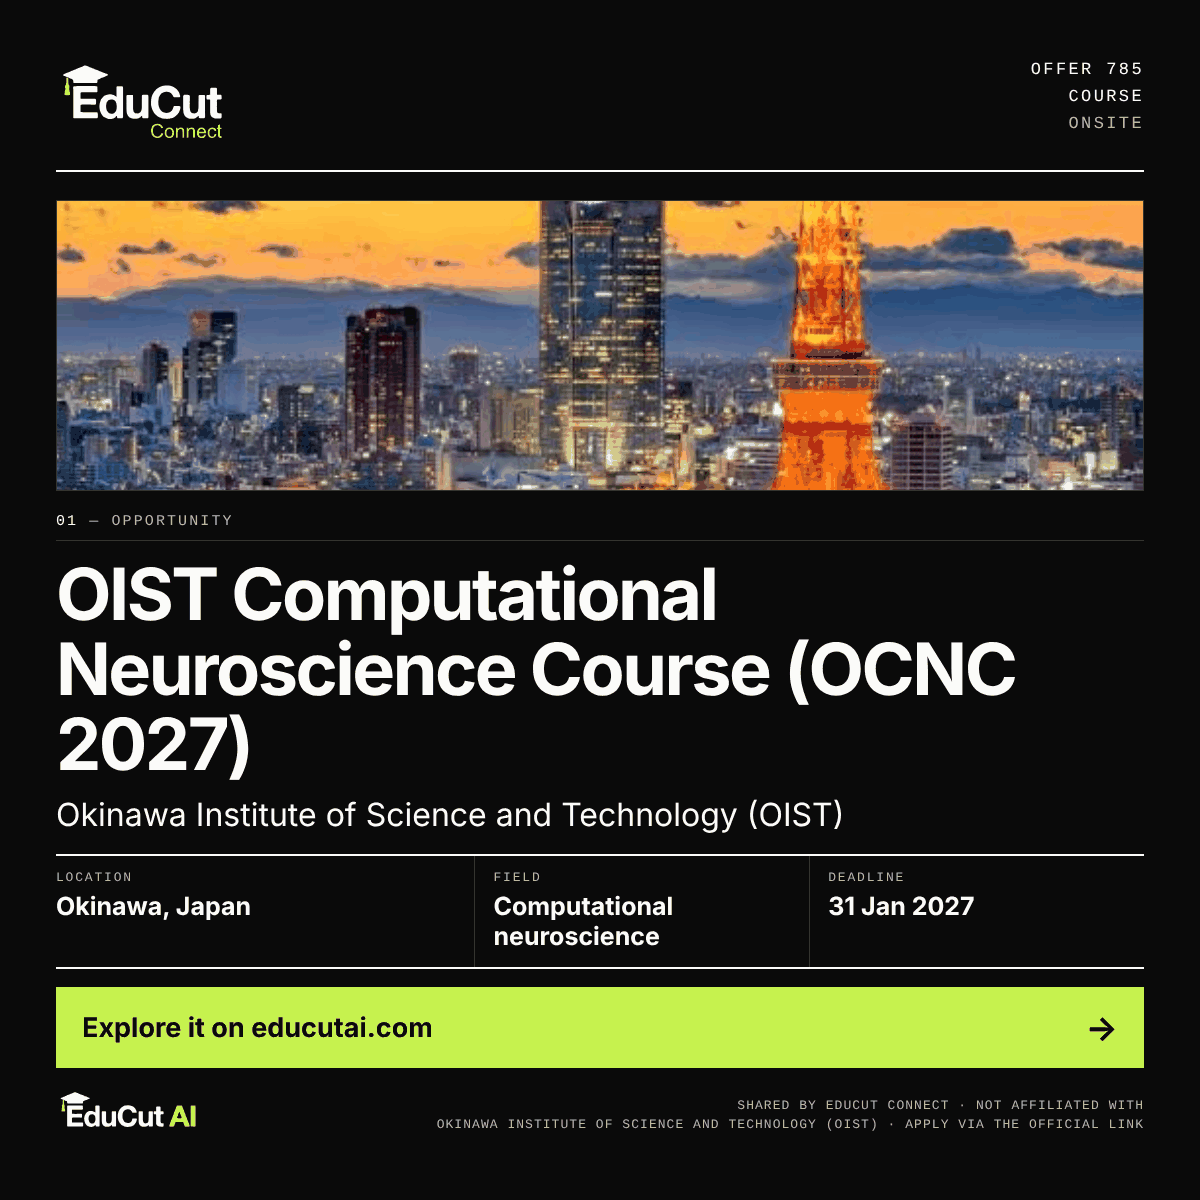 EduCut
Connect
OFFER 785
COURSE
ONSITE
01 — OPPORTUNITY
OIST Computational
Neuroscience Course (OCNC
2027)
Okinawa Institute of Science and Technology (OIST)
LOCATION
Okinawa, Japan
FIELD
Computational
neuroscience
DEADLINE
31 Jan 2027
Explore it on educutai.com →
EduCut AI
SHARED BY EDUCUT CONNECT · NOT AFFILIATED WITH
OKINAWA INSTITUTE OF SCIENCE AND TECHNOLOGY (OIST) · APPLY VIA THE OFFICIAL LINK